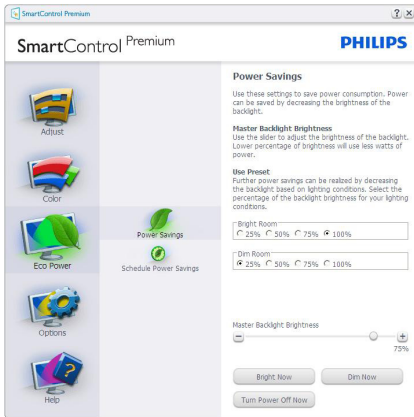 SmartControl Premium
SmartControl Premium
PHILIPS
Adjust
Color
Eco Power
Options
Help
Power Savings
Schedule Power Savings
Power Savings
Use these settings to save power consumption. Power
can be saved by decreasing the brightness of the
backlight.
Master Backlight Brightness
Use the slider to adjust the brightness of the backlight.
Lower percentage of brightness will use less watts of
power.
Use Preset
Further power savings can be realized by decreasing
the backlight based on lighting conditions. Select the
percentage of the backlight brightness for your lighting
conditions.
Bright Room
25% 50% 75% 100%
Dim Room
25% 50% 75% 100%
Master Backlight Brightness
75%
Bright Now Dim Now
Turn Power Off Now